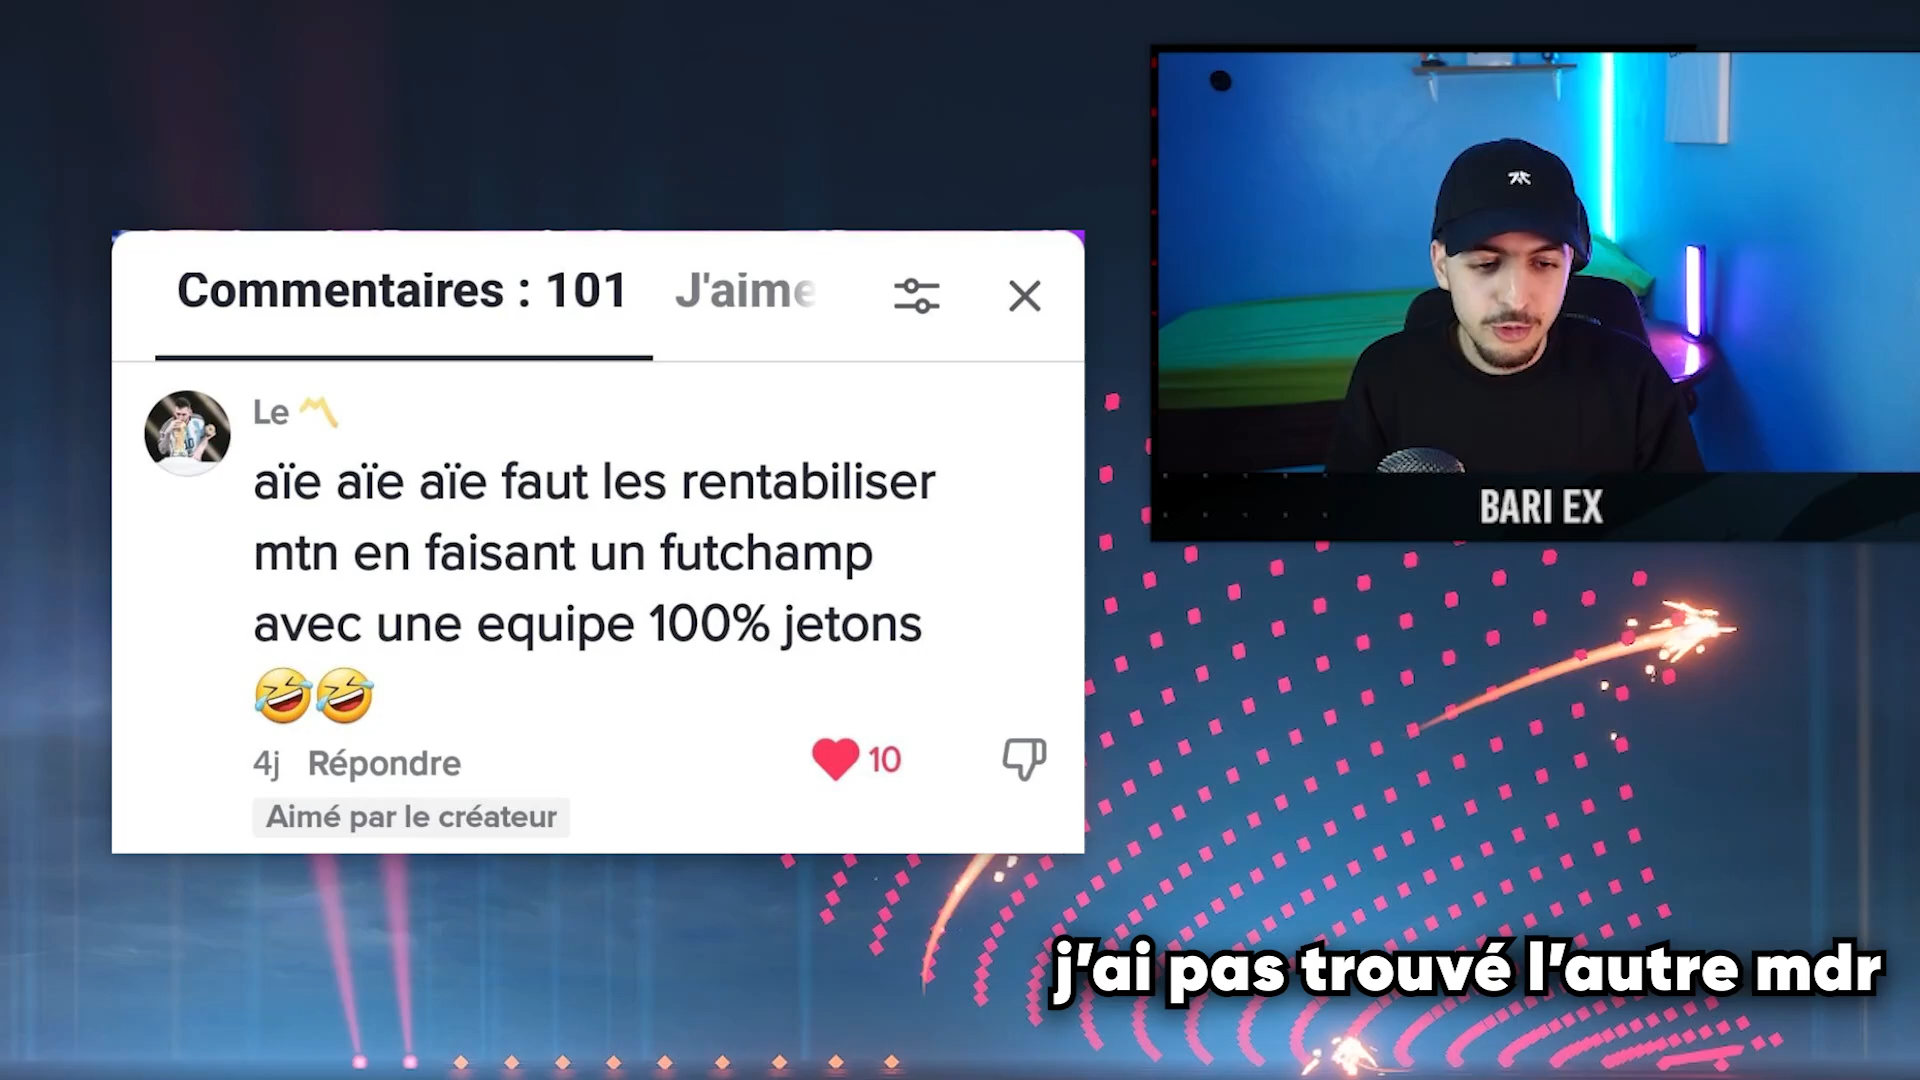 Commentaires : 101 J'aime
Le
aïe aïe aïe faut les rentabiliser
mtn en faisant un futchamp
avec une equipe 100% jetons
🤣🤣
4j Répondre
10
Aimé par le créateur
BARI EX
j'ai pas trouvé l'autre mdr